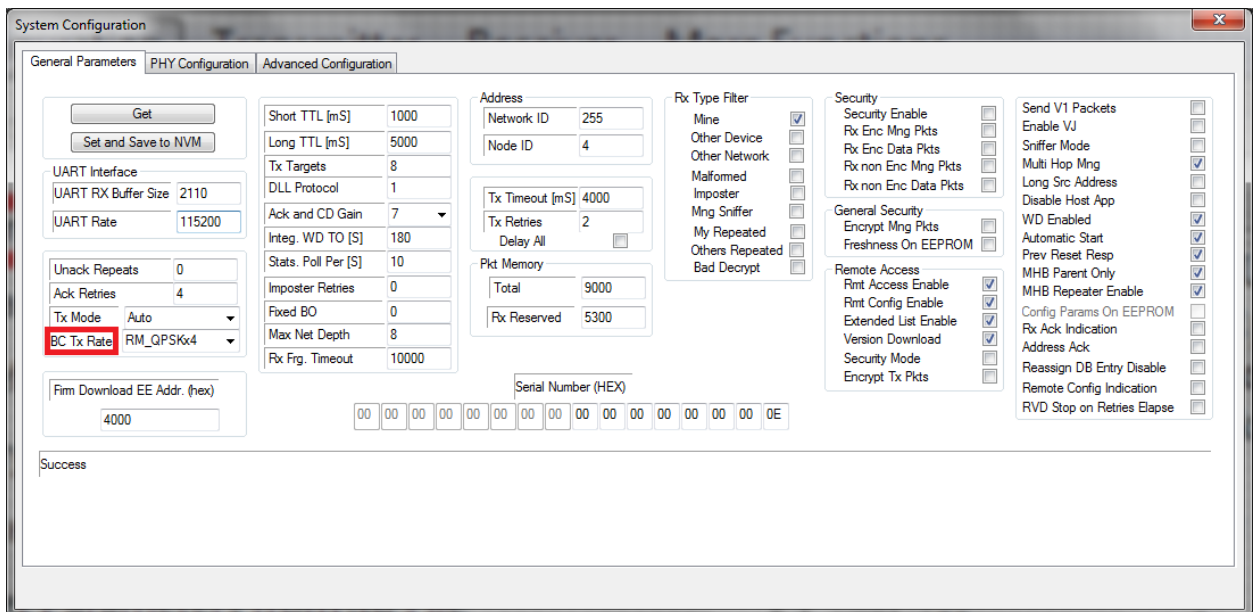 System Configuration
General Parameters
PHY Configuration
Advanced Configuration
Get
Set and Save to NVM
UART Interface
UART RX Buffer Size 2110
UART Rate 115200
Unack Repeats 0
Ack Retries 4
Tx Mode Auto
BC Tx Rate RM_QPSKx4
Firm Download EE Addr. (hex)
4000
Short TTL [mS] 1000
Long TTL [mS] 5000
Tx Targets 8
DLL Protocol 1
Ack and CD Gain 7
Integ. WD TO [S] 180
Stats. Poll Per [S] 10
Imposter Retries 0
Fixed BO 0
Max Net Depth 8
Rx Frg. Timeout 10000
Address
Network ID 255
Node ID 4
Tx Timeout [mS] 4000
Tx Retries 2
Delay All
Pkt Memory
Total 9000
Rx Reserved 5300
Serial Number (HEX)
00 00 00 00 00 00 00 00 00 00 00 00 00 00 00 0E
Rx Type Filter
Mine
Other Device
Other Network
Malformed
Imposter
Mng Sniffer
My Repeated
Others Repeated
Bad Decrypt
Security
Security Enable
Rx Enc Mng Pkts
Rx Enc Data Pkts
Rx non Enc Mng Pkts
Rx non Enc Data Pkts
General Security
Encrypt Mng Pkts
Freshness On EEPROM
Remote Access
Rmt Access Enable
Rmt Config Enable
Extended List Enable
Version Download
Security Mode
Encrypt Tx Pkts
Send V1 Packets
Enable VJ
Sniffer Mode
Multi Hop Mng
Long Src Address
Disable Host App
WD Enabled
Automatic Start
Prev Reset Resp
MHB Parent Only
MHB Repeater Enable
Config Params On EEPROM
Rx Ack Indication
Address Ack
Reassign DB Entry Disable
Remote Config Indication
RVD Stop on Retries Elapse
Success